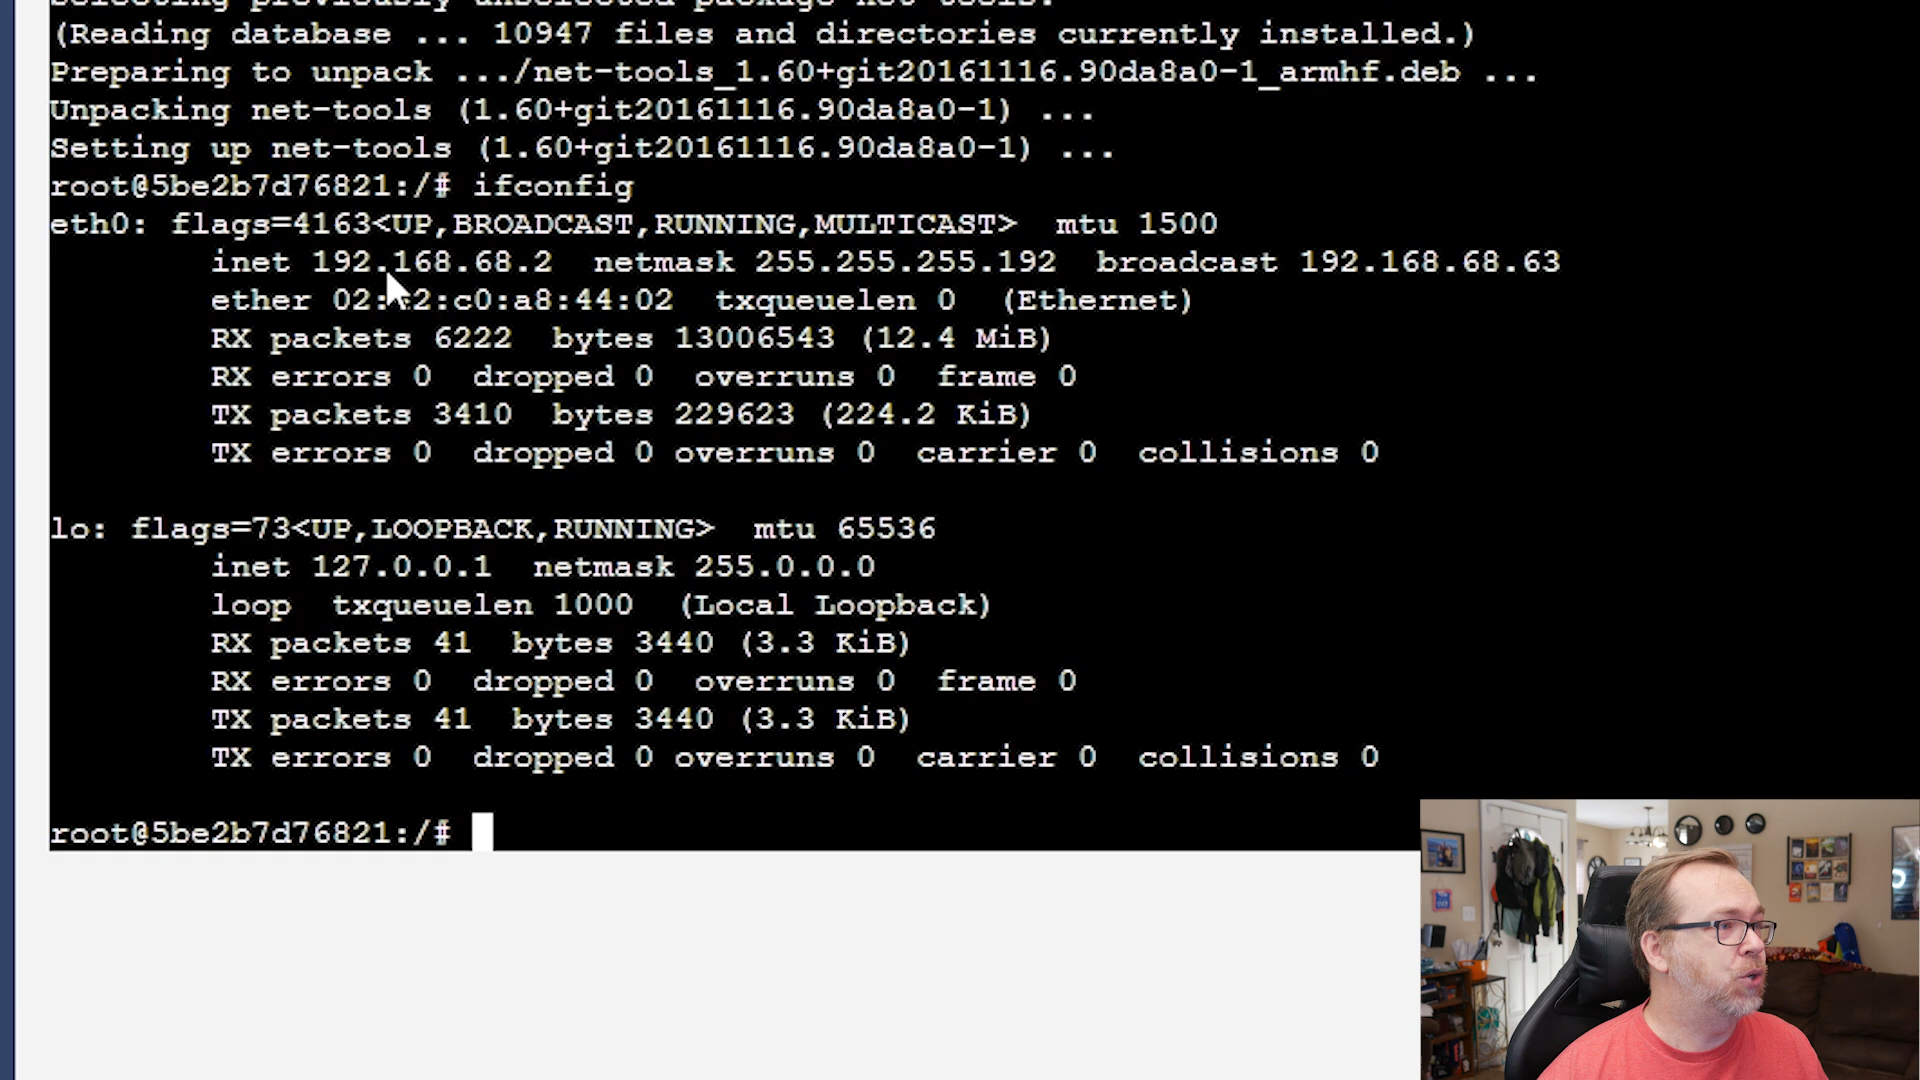 Selecting previously unselected package net-tools.
(Reading database ... 10947 files and directories currently installed.)
Preparing to unpack .../net-tools_1.60+git20161116.90da8a0-1_armhf.deb ...
Unpacking net-tools (1.60+git20161116.90da8a0-1) ...
Setting up net-tools (1.60+git20161116.90da8a0-1) ...
root@5be2b7d76821:/# ifconfig
eth0: flags=4163<UP,BROADCAST,RUNNING,MULTICAST>  mtu 1500
inet 192.168.68.2  netmask 255.255.255.192  broadcast 192.168.68.63
ether 02:42:c0:a8:44:02  txqueuelen 0  (Ethernet)
RX packets 6222  bytes 13006543 (12.4 MiB)
RX errors 0  dropped 0  overruns 0  frame 0
TX packets 3410  bytes 229623 (224.2 KiB)
TX errors 0  dropped 0 overruns 0  carrier 0  collisions 0
lo: flags=73<UP,LOOPBACK,RUNNING>  mtu 65536
inet 127.0.0.1  netmask 255.0.0.0
loop  txqueuelen 1000  (Local Loopback)
RX packets 41  bytes 3440 (3.3 KiB)
RX errors 0  dropped 0  overruns 0  frame 0
TX packets 41  bytes 3440 (3.3 KiB)
TX errors 0  dropped 0 overruns 0  carrier 0  collisions 0
root@5be2b7d76821:/#